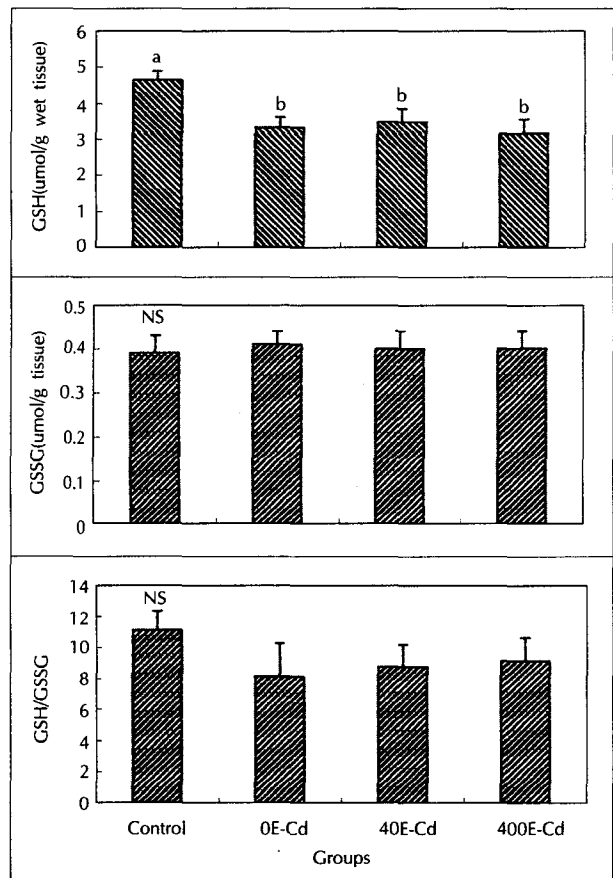 GSH(umol/g wet tissue)
6
5
4
3
2
1
0
a
b
b
b
GSSG(umol/g tissue)
0.5
0.4
0.3
0.2
0.1
0
NS
GSH/GSSG
14
12
10
8
6
4
2
0
NS
Control 0E-Cd 40E-Cd 400E-Cd
Groups